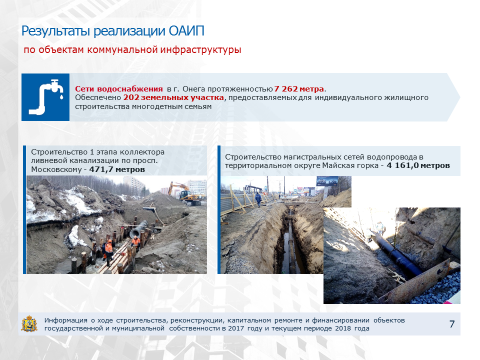 Результаты реализации ОАИП
по объектам коммунальной инфраструктуры
Сети водоснабжения в г. Онега протяженностью 7 262 метра.
Обеспечено 202 земельных участка, предоставляемых для индивидуального жилищного
строительства многодетным семьям
Строительство 1 этапа коллектора
ливневой канализации по просп.
Московскому - 471,7 метров
Строительство магистральных сетей водопровода в
территориальном округе Майская горка - 4 161,0 метров
Информация о ходе строительства, реконструкции, капитальном ремонте и финансировании объектов
государственной и муниципальной собственности в 2017 году и текущем периоде 2018 года
7